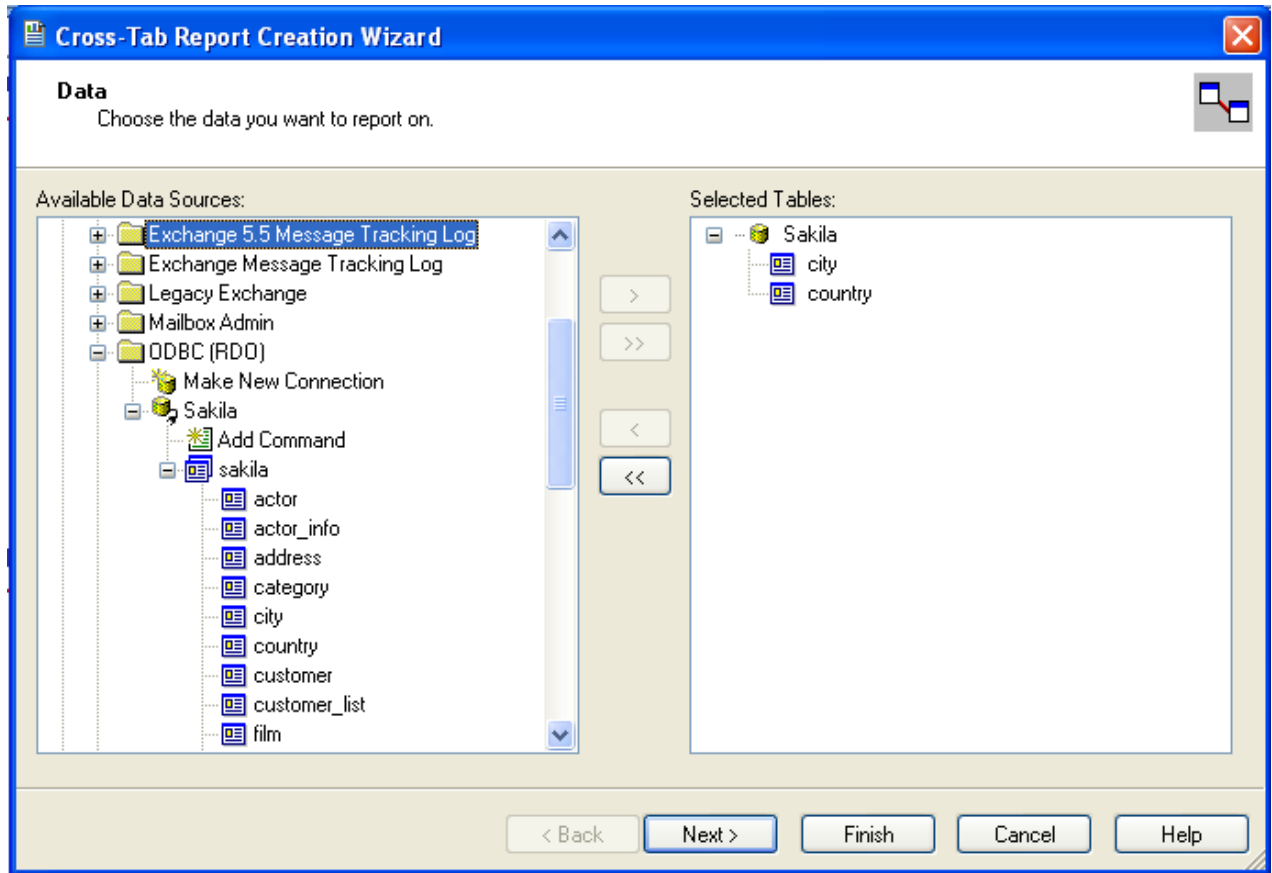 Cross-Tab Report Creation Wizard
Data
Choose the data you want to report on.
Available Data Sources:
Exchange 5.5 Message Tracking Log
Exchange Message Tracking Log
Legacy Exchange
Mailbox Admin
ODBC (RDO)
Make New Connection
Sakila
Add Command
sakila
actor
actor_info
address
category
city
country
customer
customer_list
film
>
>>
<
<<
Selected Tables:
Sakila
city
country
< Back Next > Finish Cancel Help